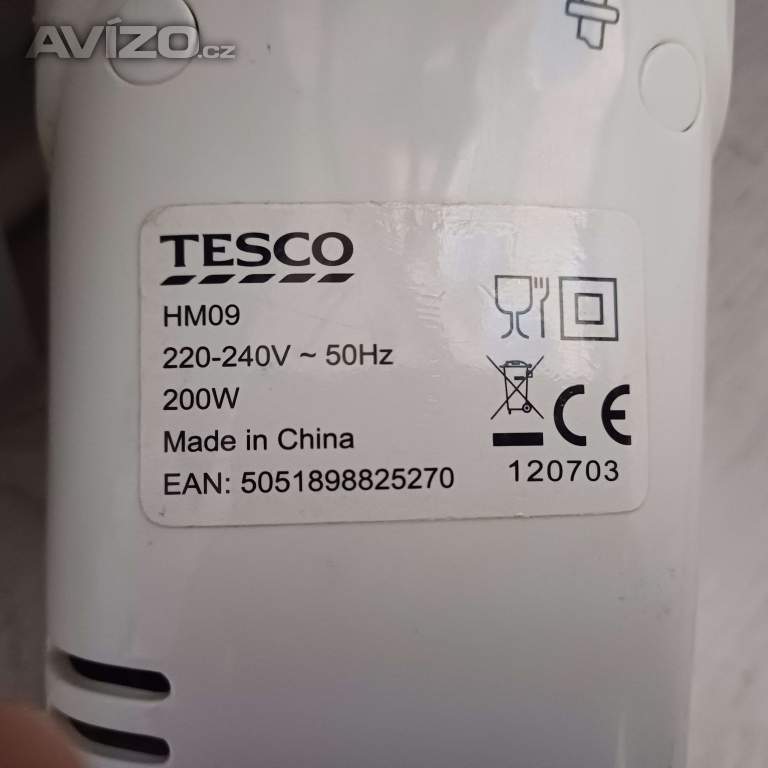 AVÍZO.cz
TESCO
HM09
220-240V ~ 50Hz
200W
Made in China
EAN: 5051898825270
CE
120703